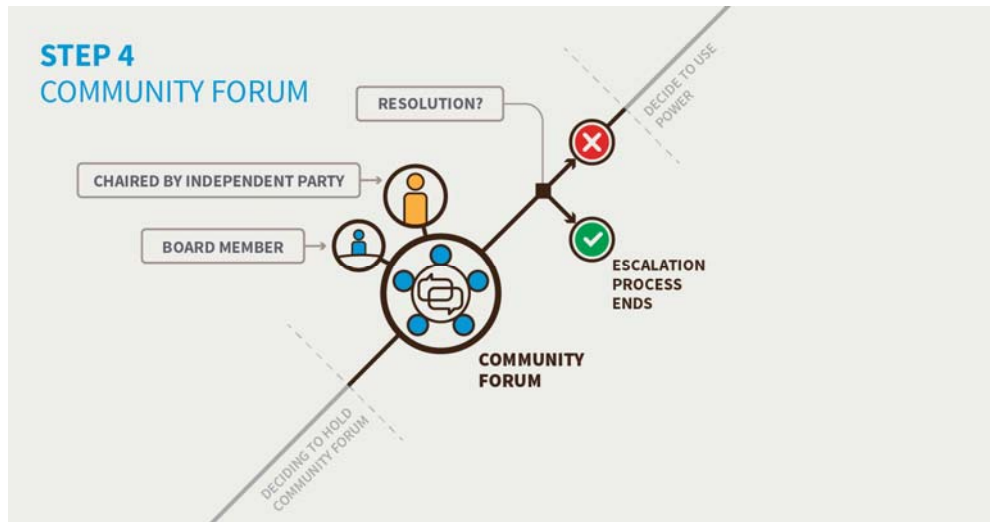 STEP 4
COMMUNITY FORUM
RESOLUTION?
DECIDE TO USE
POWER
CHAIRED BY INDEPENDENT PARTY
BOARD MEMBER
ESCALATION
PROCESS
ENDS
COMMUNITY
FORUM
DECIDING TO HOLD
COMMUNITY FORUM